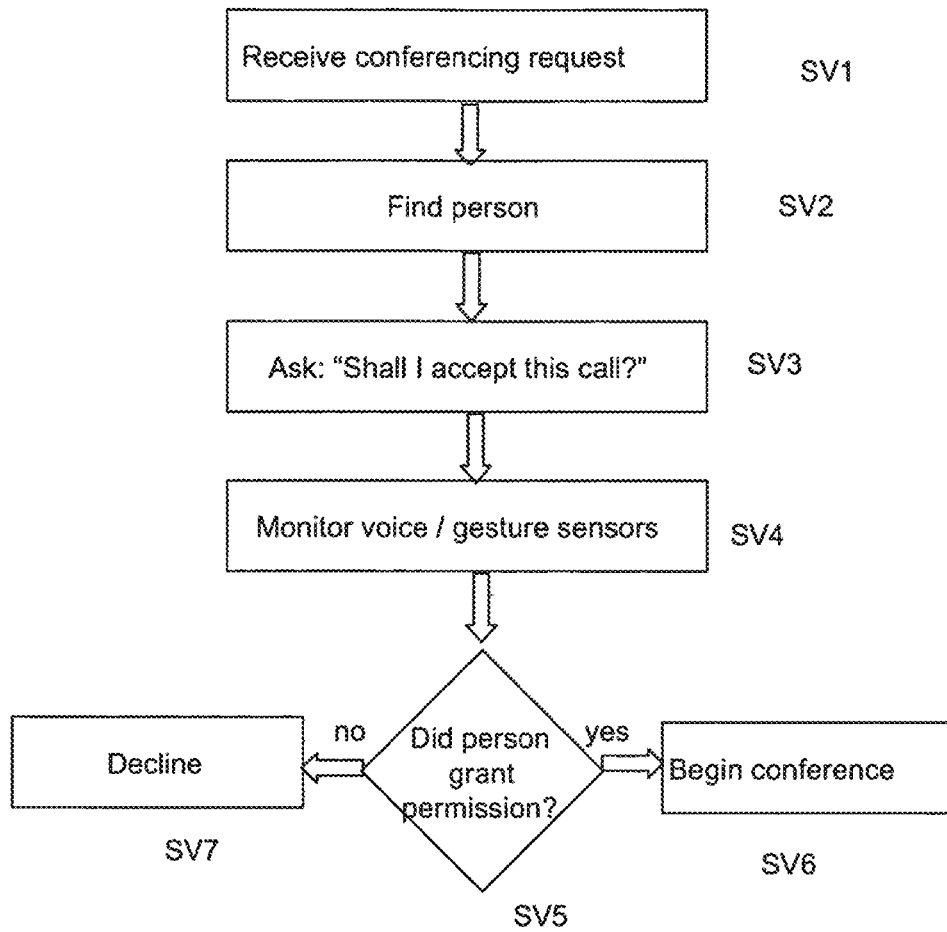 Receive conferencing request
SV1
Find person
SV2
Ask: “Shall I accept this call?"
SV3
Monitor voice / gesture sensors
SV4
no
yes
Decline
Did person
grant
permission?
Begin conference
SV7
SV6
SV5